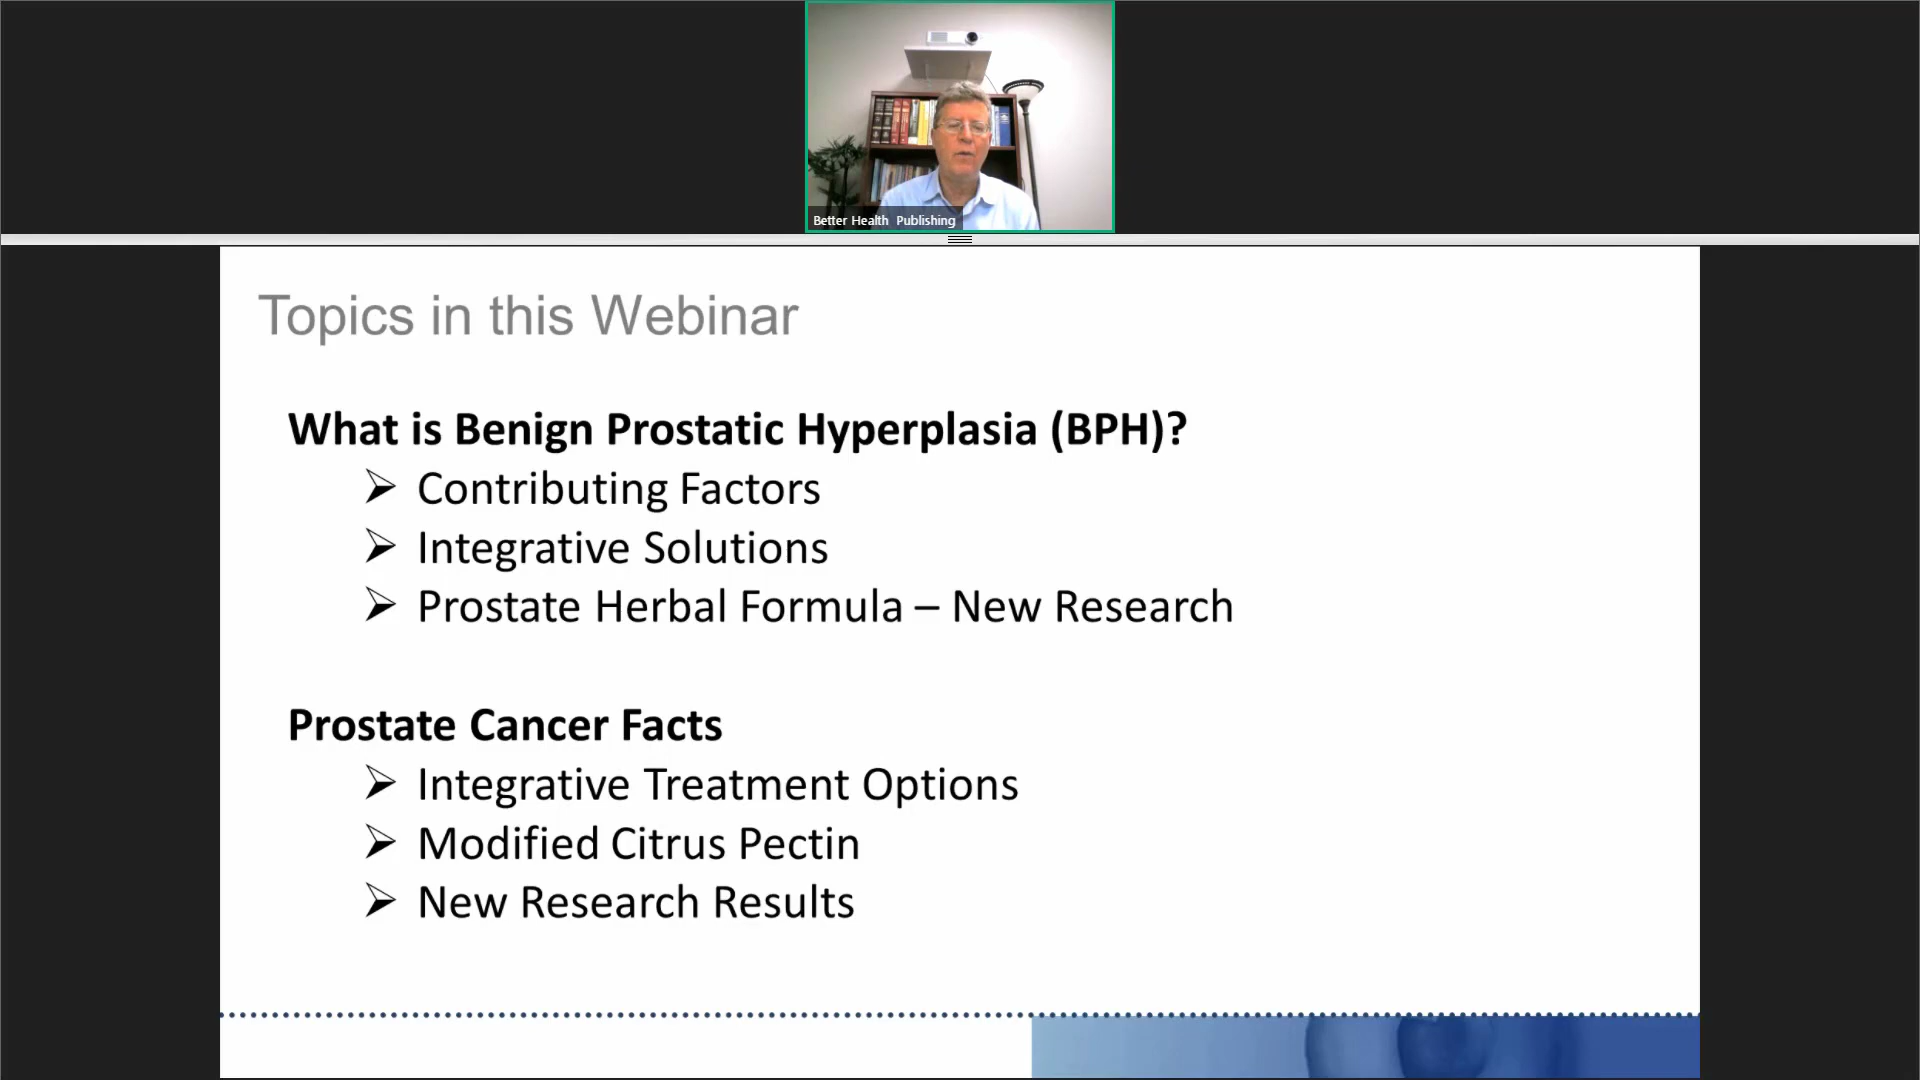 Better Health Publishing
Topics in this Webinar
What is Benign Prostatic Hyperplasia (BPH)?
➢ Contributing Factors
➢ Integrative Solutions
➢ Prostate Herbal Formula – New Research
Prostate Cancer Facts
➢ Integrative Treatment Options
➢ Modified Citrus Pectin
➢ New Research Results